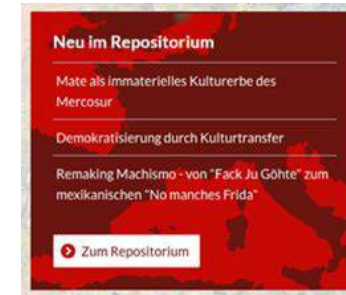 Neu im Repositorium
Mate als immaterielles Kulturerbe des
Mercosur
Demokratisierung durch Kulturtransfer
Remaking Machismo - von "Fack Ju Göhte" zum
mexikanischen "No manches Frida"
Zum Repositorium